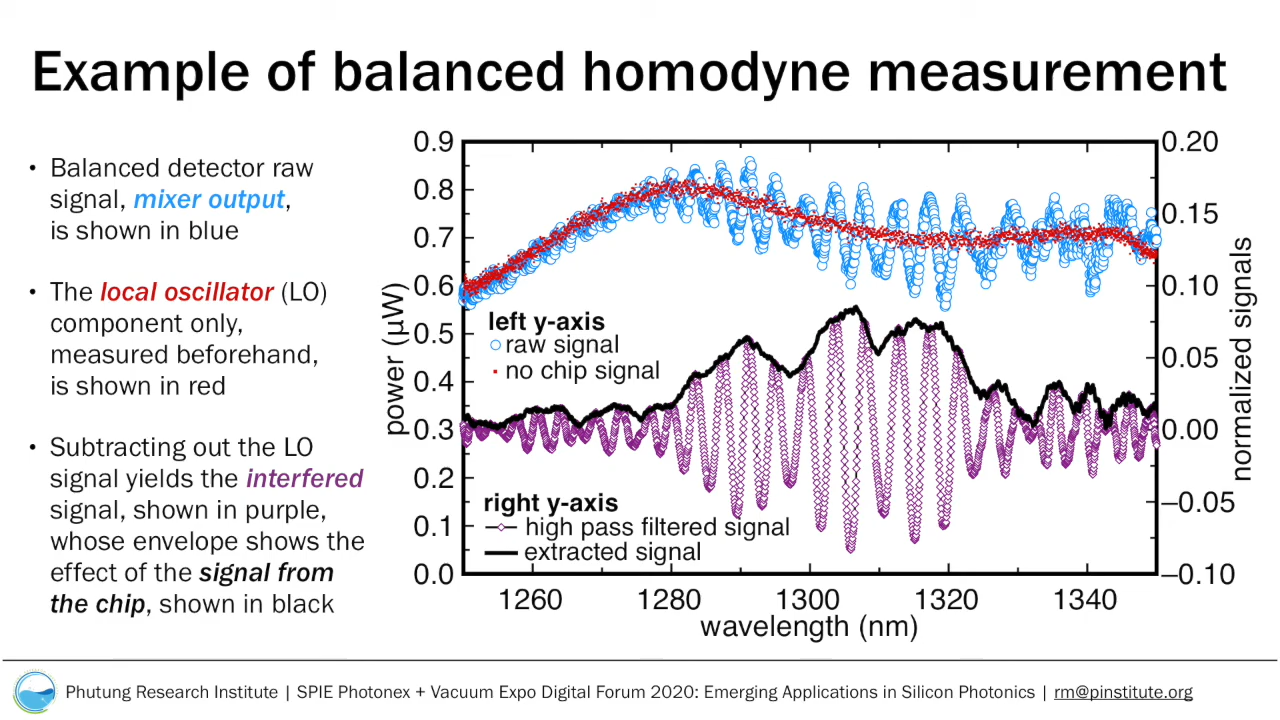 Example of balanced homodyne measurement
• Balanced detector raw
signal, mixer output,
is shown in blue
• The local oscillator (LO)
component only,
measured beforehand,
is shown in red
• Subtracting out the LO
signal yields the interfered
signal, shown in purple,
whose envelope shows the
effect of the signal from
the chip, shown in black
power (µW)
0.9
0.8
0.7
0.6
0.5
0.4
0.3
0.2
0.1
0.0
left y-axis
raw signal
no chip signal
right y-axis
high pass filtered signal
extracted signal
0.20
0.15
0.10
0.05
0.00
−0.05
−0.10
normalized signals
1260 1280 1300 1320 1340
wavelength (nm)
Phutung Research Institute | SPIE Photonex + Vacuum Expo Digital Forum 2020: Emerging Applications in Silicon Photonics | rm@pinstitute.org